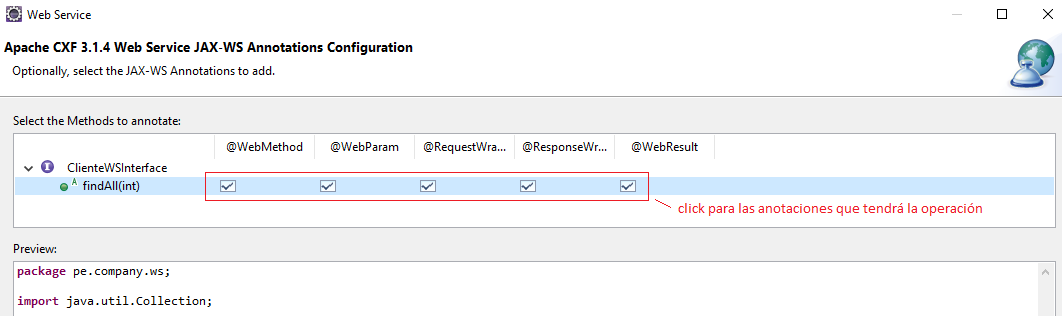 Web Service
Apache CXF 3.1.4 Web Service JAX-WS Annotations Configuration
Optionally, select the JAX-WS Annotations to add.
Select the Methods to annotate:
@WebMethod @WebParam @RequestWra... @ResponseWr... @WebResult
I ClienteWSInterface
A findAll(int)
click para las anotaciones que tendrá la operación
Preview:
package pe.company.ws;
import java.util.Collection;